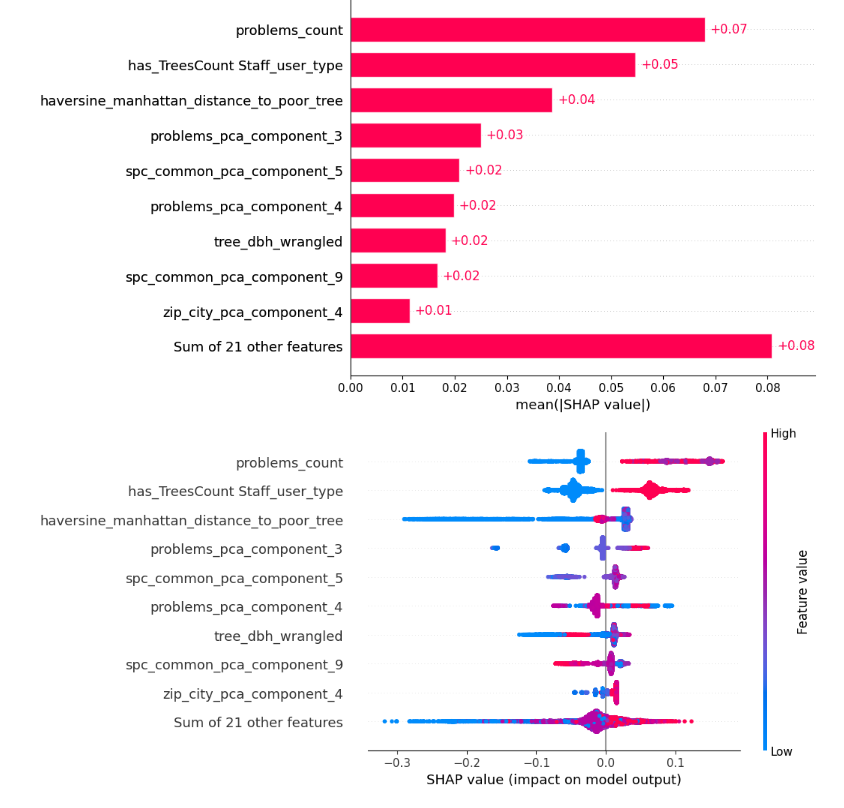 problems_count +0.07
has_TreesCount Staff_user_type +0.05
haversine_manhattan_distance_to_poor_tree +0.04
problems_pca_component_3 +0.03
spc_common_pca_component_5 +0.02
problems_pca_component_4 +0.02
tree_dbh_wrangled +0.02
spc_common_pca_component_9 +0.02
zip_city_pca_component_4 +0.01
Sum of 21 other features +0.08
0.00 0.01 0.02 0.03 0.04 0.05 0.06 0.07 0.08
mean(|SHAP value|)
High
problems_count
has_TreesCount Staff_user_type
haversine_manhattan_distance_to_poor_tree
problems_pca_component_3
spc_common_pca_component_5
problems_pca_component_4
tree_dbh_wrangled
spc_common_pca_component_9
zip_city_pca_component_4
Sum of 21 other features
Feature value
Low
−0.3 −0.2 −0.1 0.0 0.1
SHAP value (impact on model output)